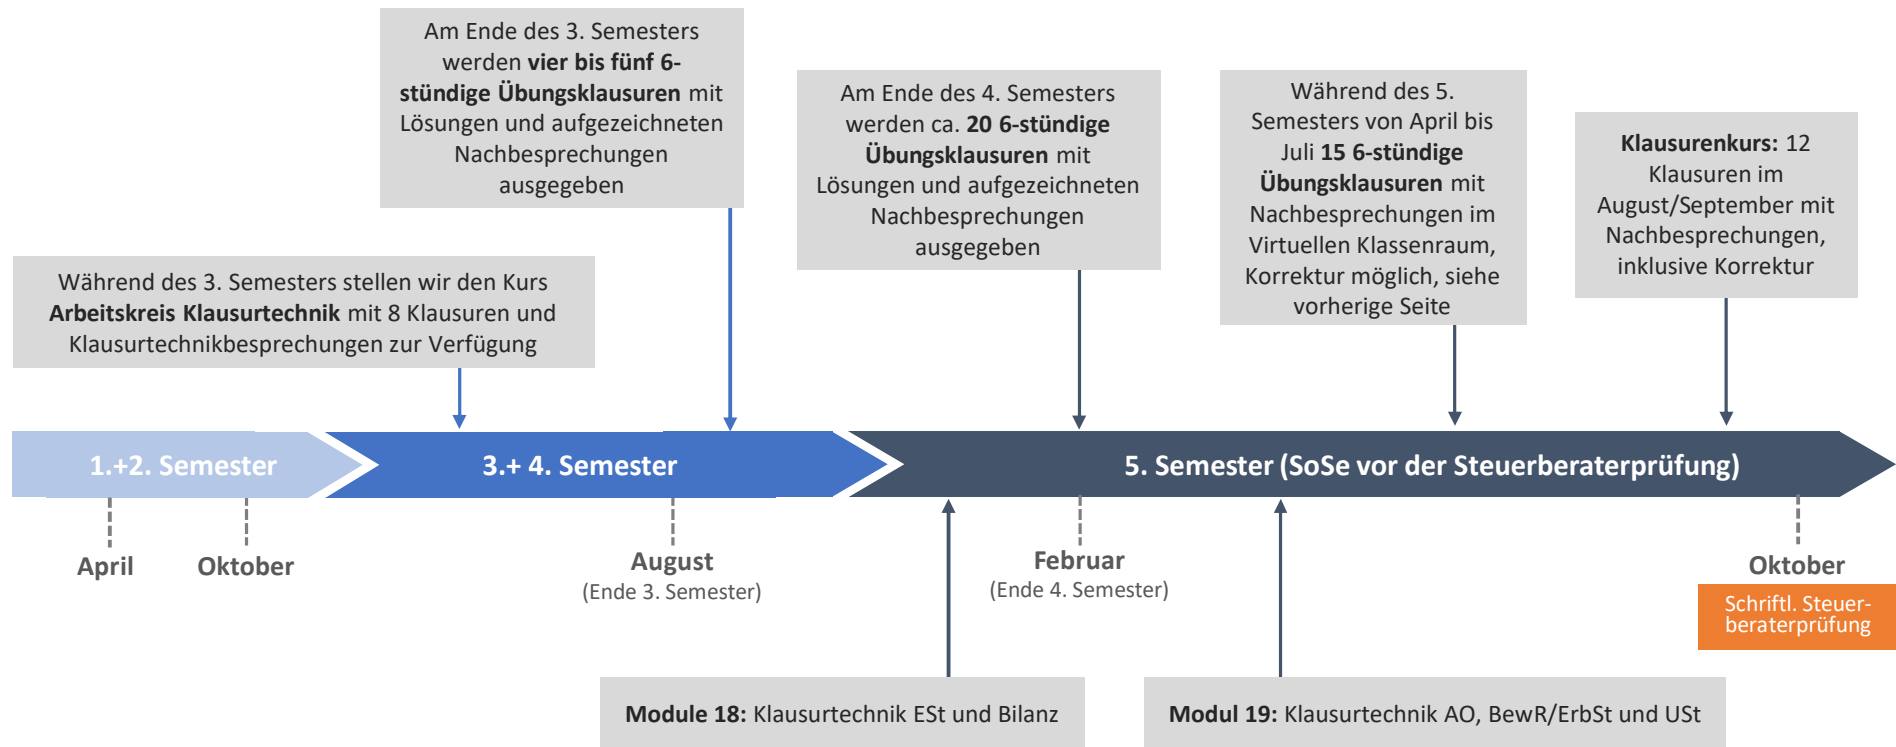 Am Ende des 3. Semesters
werden vier bis fünf 6-
stündige Übungsklausuren mit
Lösungen und aufgezeichneten
Nachbesprechungen
ausgegeben
Am Ende des 4. Semesters
werden ca. 20 6-stündige
Übungsklausuren mit
Lösungen und aufgezeichneten
Nachbesprechungen
ausgegeben
Während des 5.
Semesters von April bis
Juli 15 6-stündige
Übungsklausuren mit
Nachbesprechungen im
Virtuellen Klassenraum,
Korrektur möglich, siehe
vorherige Seite
Klausurenkurs: 12
Klausuren im
August/September mit
Nachbesprechungen,
inklusive Korrektur
Während des 3. Semesters stellen wir den Kurs
Arbeitskreis Klausurtechnik mit 8 Klausuren und
Klausurtechnikbesprechungen zur Verfügung
1.+2. Semester
3.+ 4. Semester
5. Semester (SoSe vor der Steuerberaterprüfung)
April
Oktober
August
(Ende 3. Semester)
Februar
(Ende 4. Semester)
Oktober
Schriftl. Steuer-
beraterprüfung
Module 18: Klausurtechnik ESt und Bilanz
Modul 19: Klausurtechnik AO, BewR/ErbSt und USt